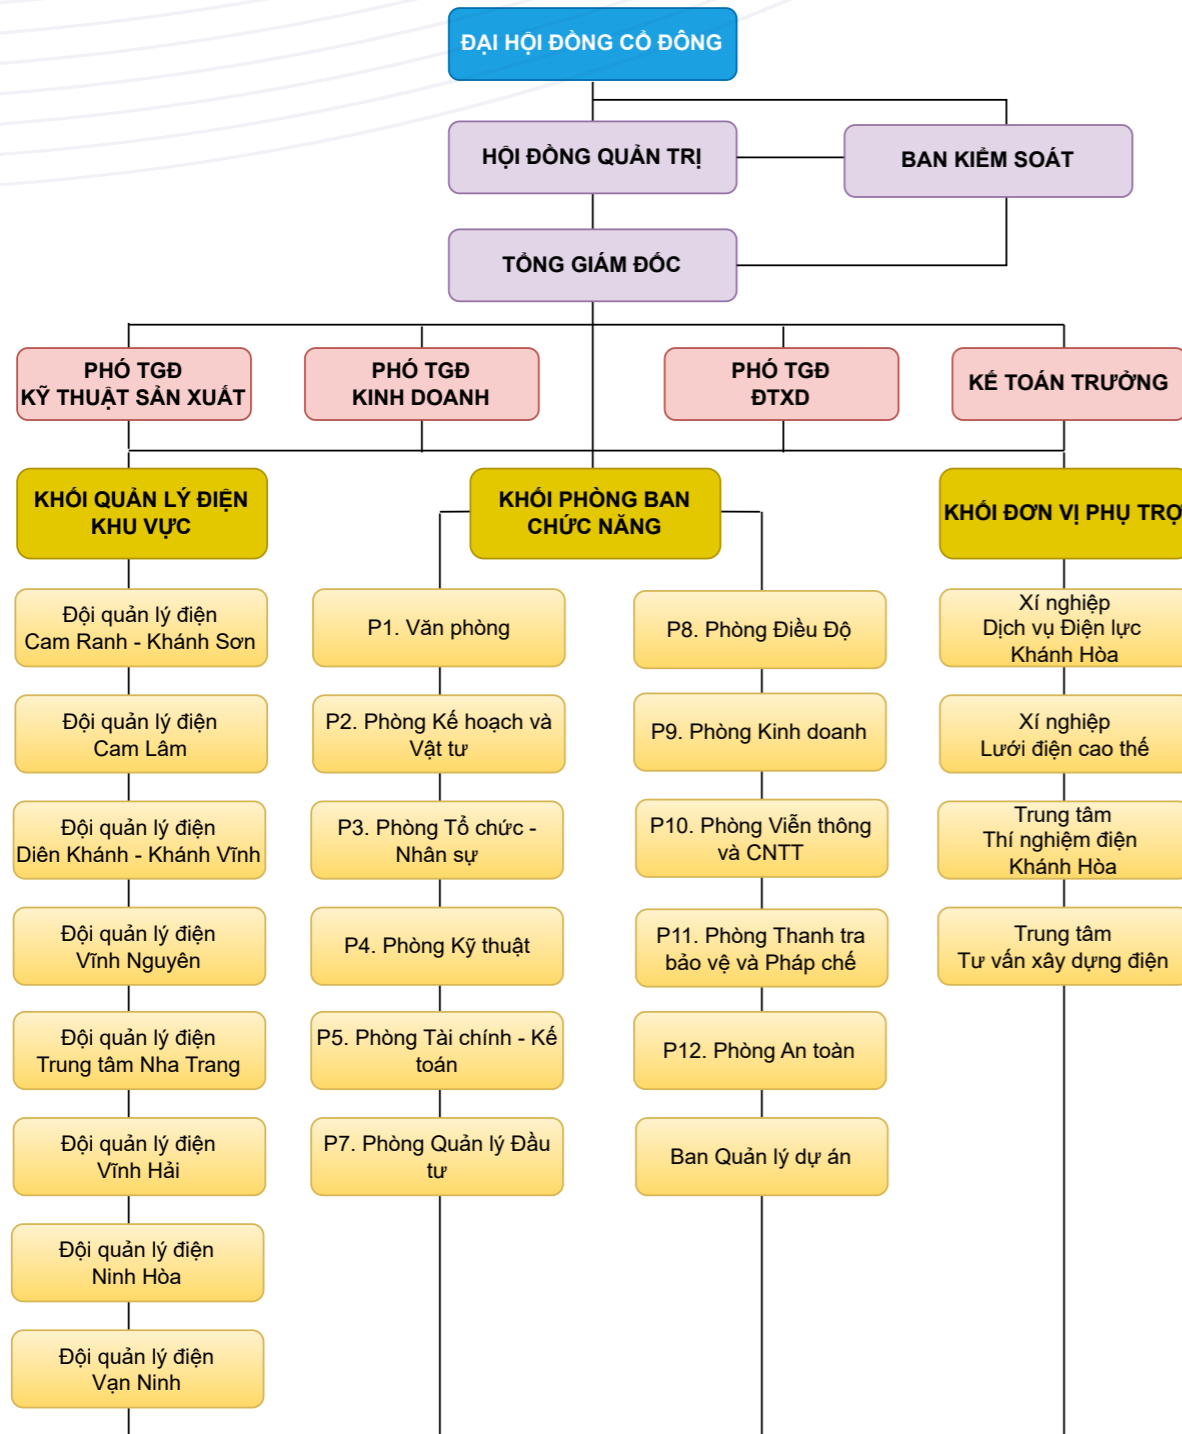 ĐẠI HỘI ĐỒNG CỔ ĐÔNG
HỘI ĐỒNG QUẢN TRỊ
BAN KIỂM SOÁT
TỔNG GIÁM ĐỐC
PHÓ TGĐ
KỸ THUẬT SẢN XUẤT
PHÓ TGĐ
KINH DOANH
PHÓ TGĐ
ĐTXD
KẾ TOÁN TRƯỞNG
KHỐI QUẢN LÝ ĐIỆN
KHU VỰC
KHỐI PHÒNG BAN
CHỨC NĂNG
KHỐI ĐƠN VỊ PHỤ TRỢ
Đội quản lý điện
Cam Ranh - Khánh Sơn
Đội quản lý điện
Cam Lâm
Đội quản lý điện
Diên Khánh - Khánh Vĩnh
Đội quản lý điện
Vĩnh Nguyên
Đội quản lý điện
Trung tâm Nha Trang
Đội quản lý điện
Vĩnh Hải
Đội quản lý điện
Ninh Hòa
Đội quản lý điện
Vạn Ninh
P1. Văn phòng
P2. Phòng Kế hoạch và
Vật tư
P3. Phòng Tổ chức -
Nhân sự
P4. Phòng Kỹ thuật
P5. Phòng Tài chính - Kế
toán
P7. Phòng Quản lý Đầu
tư
P8. Phòng Điều Độ
P9. Phòng Kinh doanh
P10. Phòng Viễn thông
và CNTT
P11. Phòng Thanh tra
bảo vệ và Pháp chế
P12. Phòng An toàn
Ban Quản lý dự án
Xí nghiệp
Dịch vụ Điện lực
Khánh Hòa
Xí nghiệp
Lưới điện cao thế
Trung tâm
Thí nghiệm điện
Khánh Hòa
Trung tâm
Tư vấn xây dựng điện